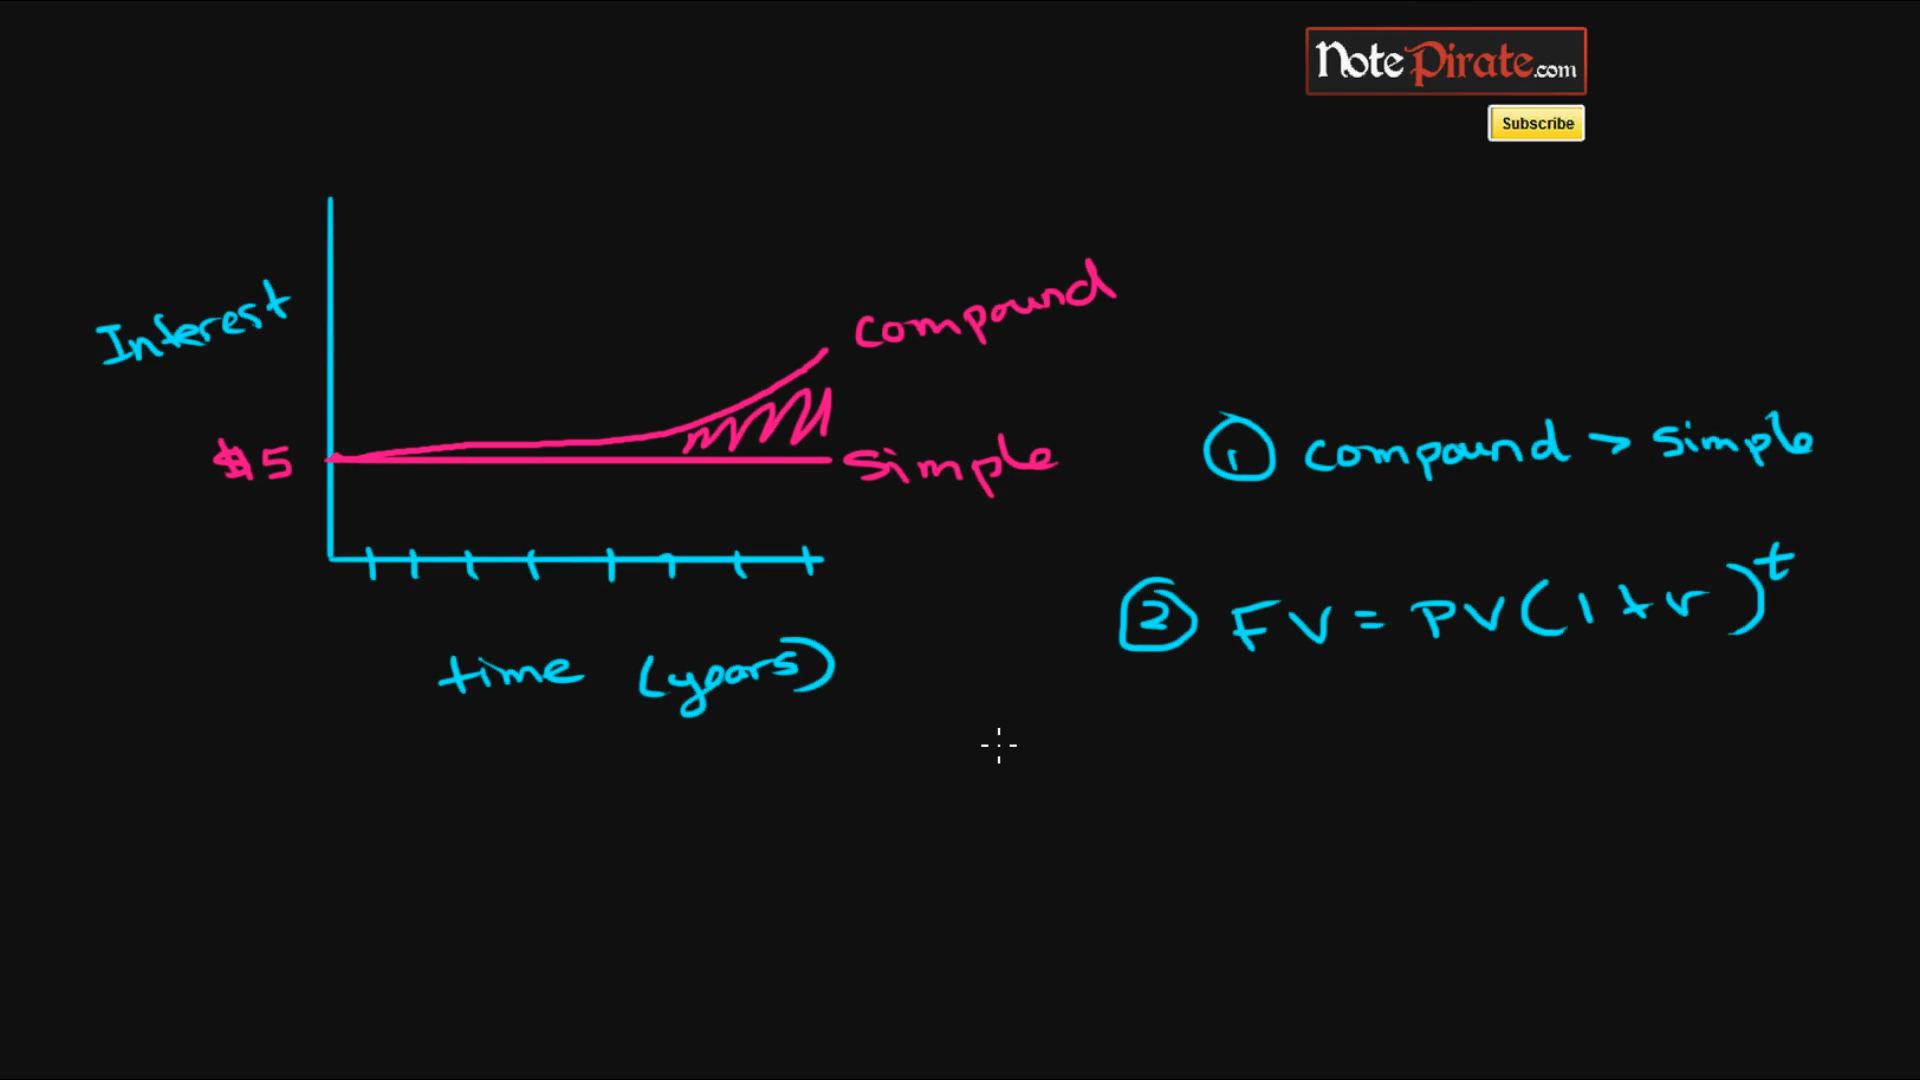 NotePirate.com
Subscribe
Interest
compound
$5
simple
① compound > simple
② FV = PV(1+r)^t
time (years)